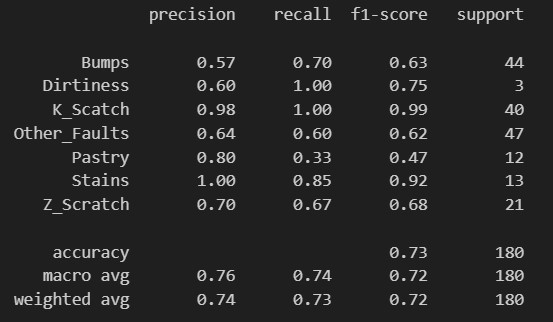 precision recall f1-score support
Bumps 0.57 0.70 0.63 44
Dirtiness 0.60 1.00 0.75 3
K_Scatch 0.98 1.00 0.99 40
Other_Faults 0.64 0.60 0.62 47
Pastry 0.80 0.33 0.47 12
Stains 1.00 0.85 0.92 13
Z_Scratch 0.70 0.67 0.68 21
accuracy 0.73 180
macro avg 0.76 0.74 0.72 180
weighted avg 0.74 0.73 0.72 180